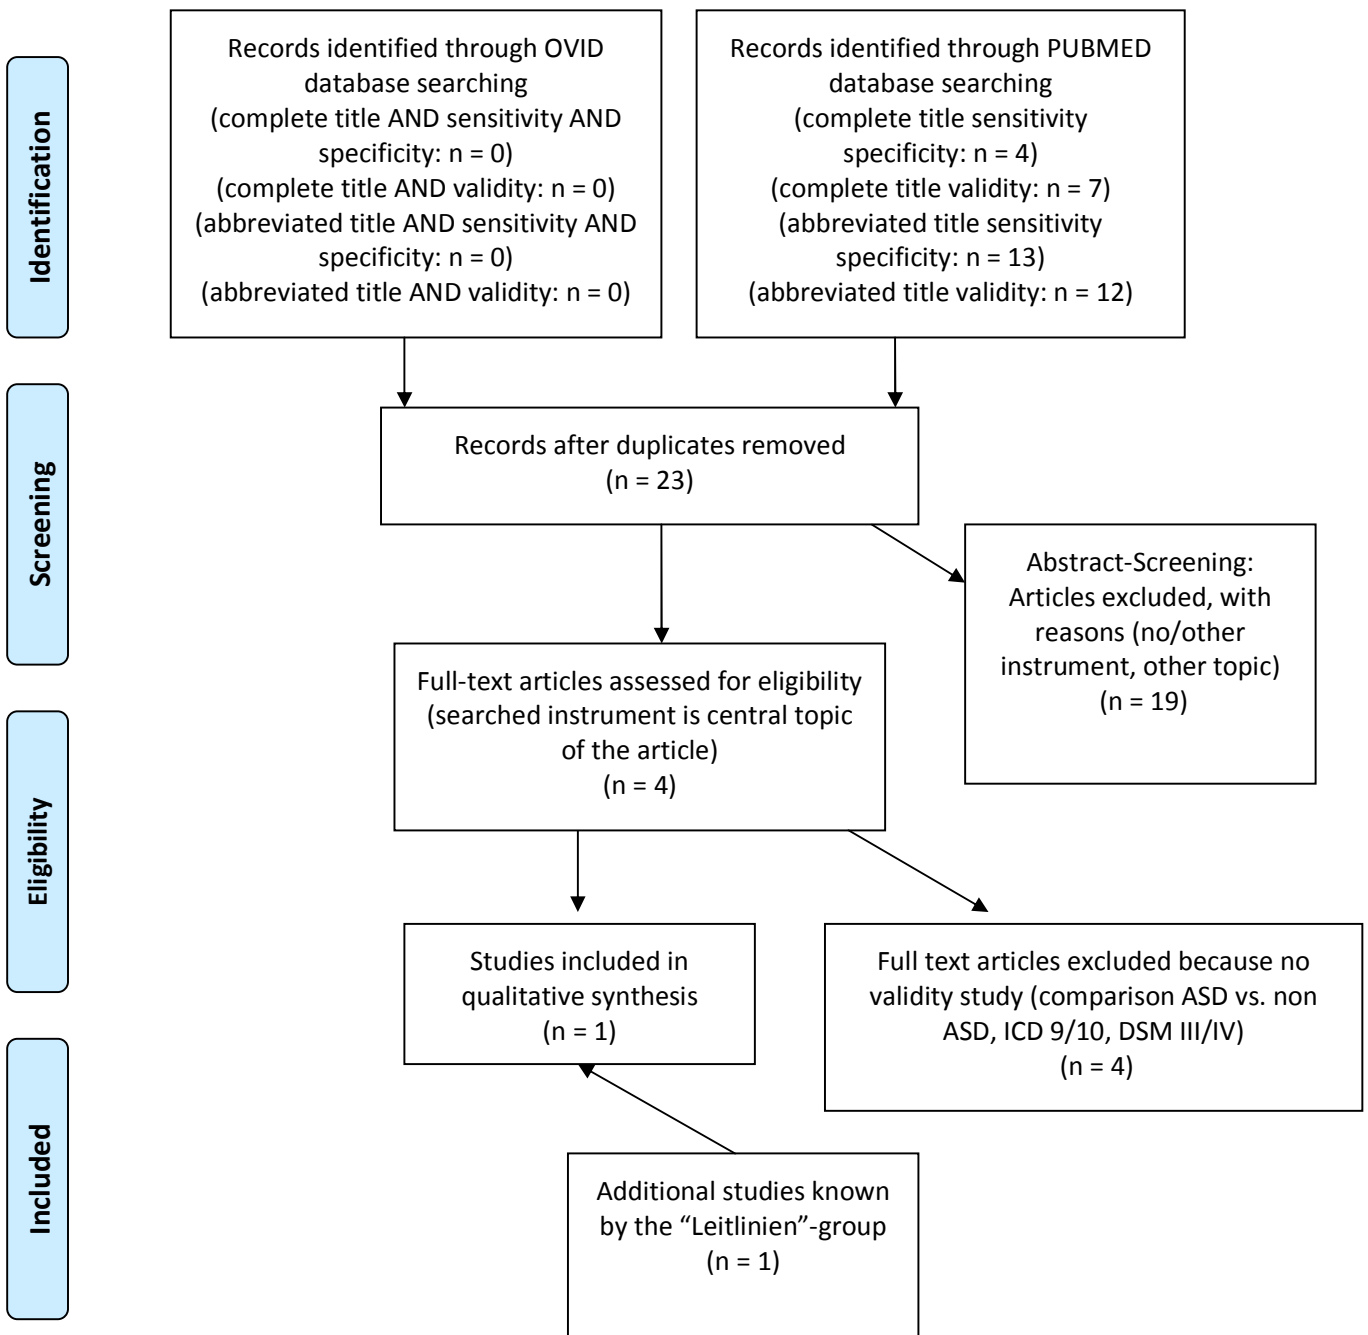 Identification
Records identified through OVID
database searching
(complete title AND sensitivity AND
specificity: n = 0)
(complete title AND validity: n = 0)
(abbreviated title AND sensitivity AND
specificity: n = 0)
(abbreviated title AND validity: n = 0)
Records identified through PUBMED
database searching
(complete title sensitivity
specificity: n = 4)
(complete title validity: n = 7)
(abbreviated title sensitivity
specificity: n = 13)
(abbreviated title validity: n = 12)
Screening
Records after duplicates removed
(n = 23)
Abstract-Screening:
Articles excluded, with
reasons (no/other
instrument, other topic)
(n = 19)
Eligibility
Full-text articles assessed for eligibility
(searched instrument is central topic
of the article)
(n = 4)
Studies included in
qualitative synthesis
(n = 1)
Full text articles excluded because no
validity study (comparison ASD vs. non
ASD, ICD 9/10, DSM III/IV)
(n = 4)
Included
Additional studies known
by the “Leitlinien”-group
(n = 1)